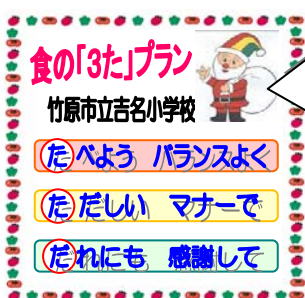 食の「3た」プラン
竹原市立吉名小学校
たべよう バランスよく
ただしい マナーで
だれにも 感謝して